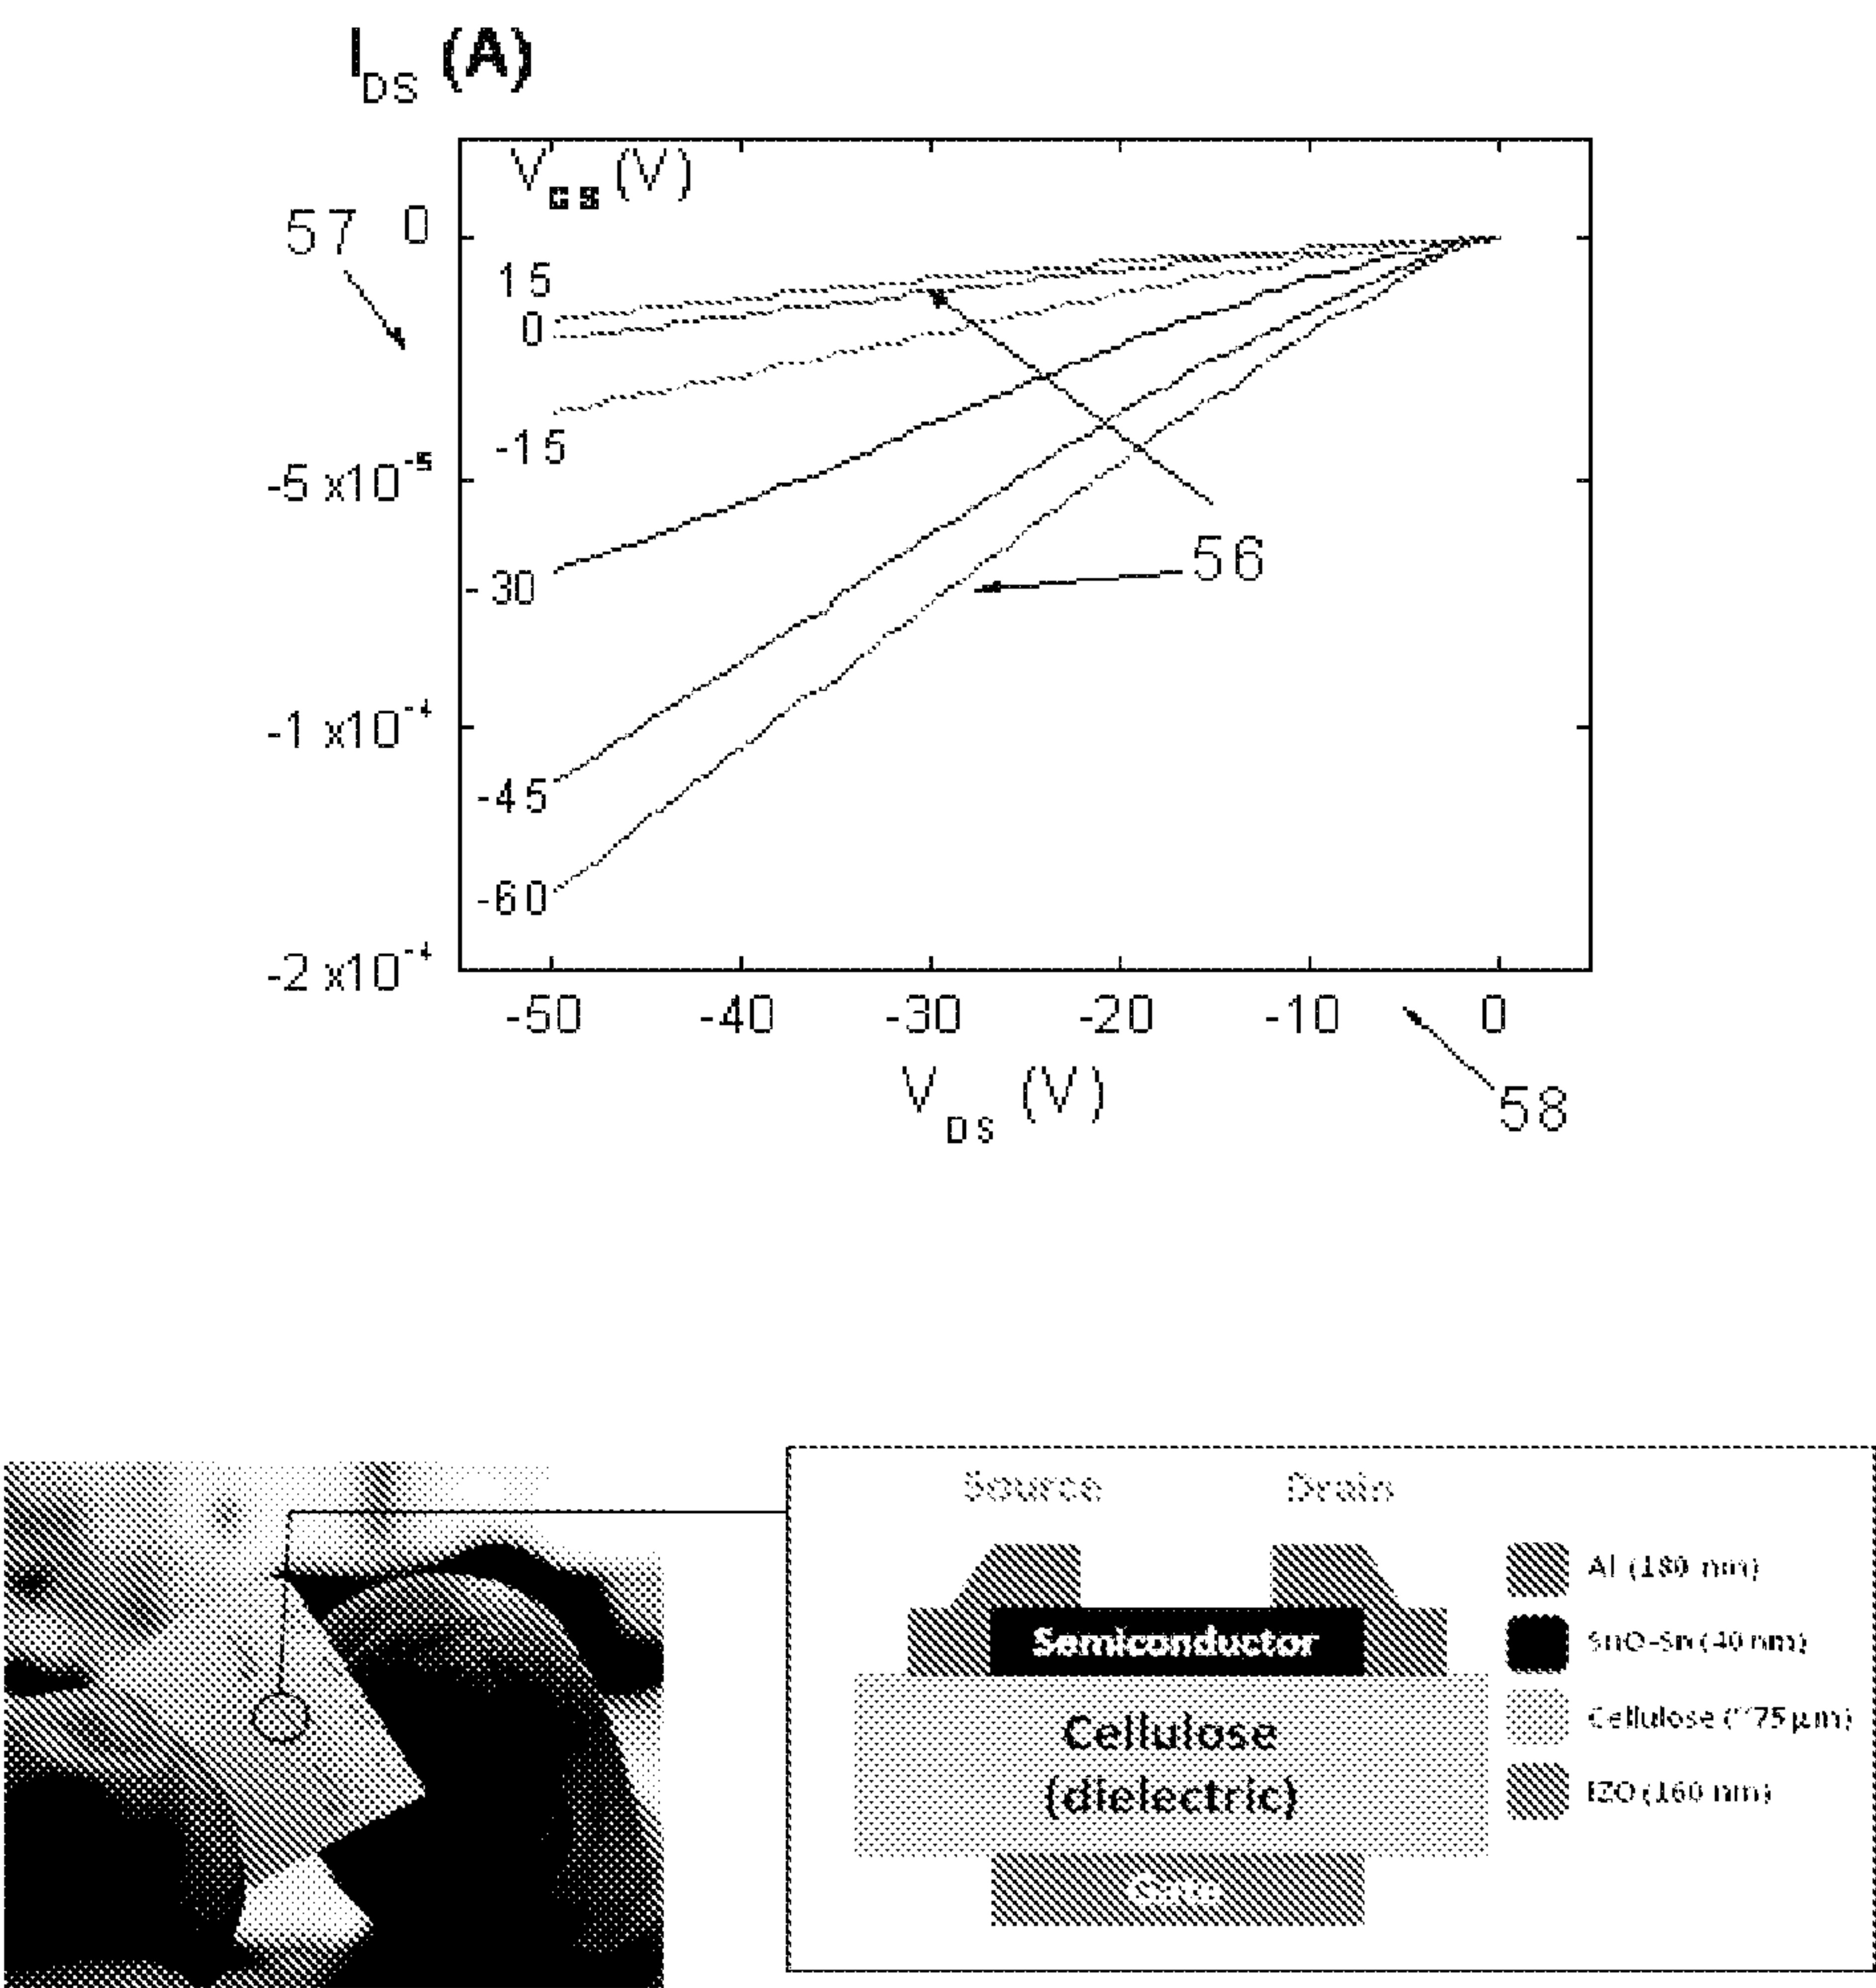 I_DS (A)
V_GS (V)
57
0
15
0
-15
-5 x10^-5
-30
56
-1 x10^-4
-45
-60
-2 x10^-4
-50 -40 -30 -20 -10 0
V_DS (V)
58
Source Drain
Al (180 nm)
Semiconductor
SnO-Sn (40 nm)
Cellulose
(dielectric)
Cellulose (~75 μm)
IZO (160 nm)
Gate